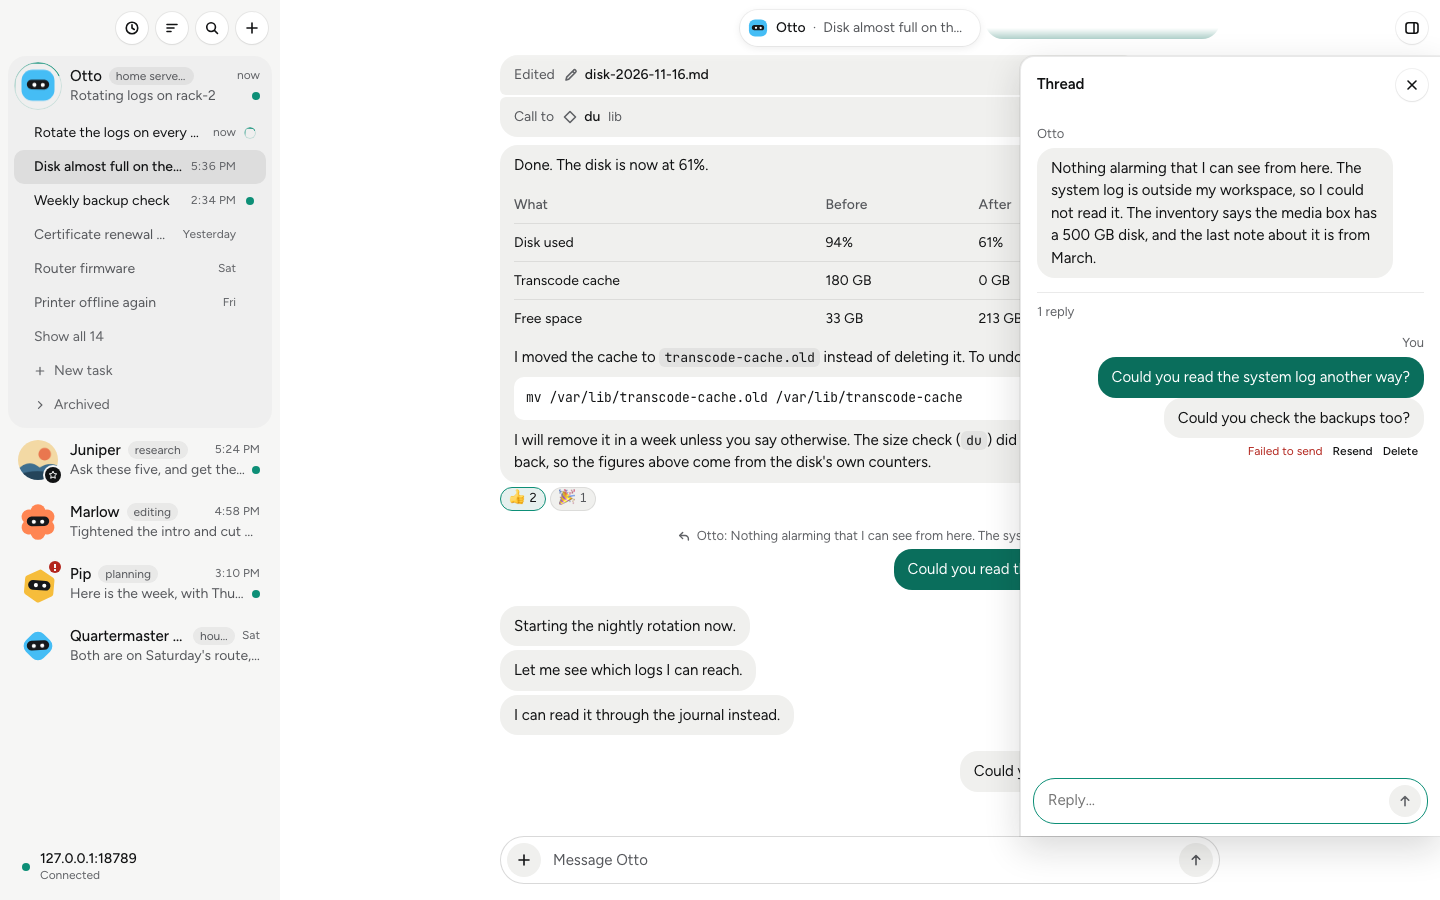 Otto home serve... now
Rotating logs on rack-2
Rotate the logs on every ... now
Disk almost full on the... 5:36 PM
Weekly backup check 2:34 PM
Certificate renewal ... Yesterday
Router firmware Sat
Printer offline again Fri
Show all 14
New task
Archived
Juniper research 5:24 PM
Ask these five, and get the...
Marlow editing 4:58 PM
Tightened the intro and cut ...
Pip planning 3:10 PM
Here is the week, with Thu...
Quartermaster ... hou... Sat
Both are on Saturday's route,...
127.0.0.1:18789
Connected
Otto · Disk almost full on th...
Edited disk-2026-11-16.md
Call to du lib
Done. The disk is now at 61%.
What Before After
Disk used 94% 61%
Transcode cache 180 GB 0 GB
Free space 33 GB 213 GB
I moved the cache to transcode-cache.old instead of deleting it. To undo
mv /var/lib/transcode-cache.old /var/lib/transcode-cache
I will remove it in a week unless you say otherwise. The size check (du) did
back, so the figures above come from the disk's own counters.
👍 2 🎉 1
Otto: Nothing alarming that I can see from here. The sys
Could you read t
Starting the nightly rotation now.
Let me see which logs I can reach.
I can read it through the journal instead.
Could y
Message Otto
Thread
Otto
Nothing alarming that I can see from here. The
system log is outside my workspace, so I could
not read it. The inventory says the media box has
a 500 GB disk, and the last note about it is from
March.
1 reply
You
Could you read the system log another way?
Could you check the backups too?
Failed to send Resend Delete
Reply...